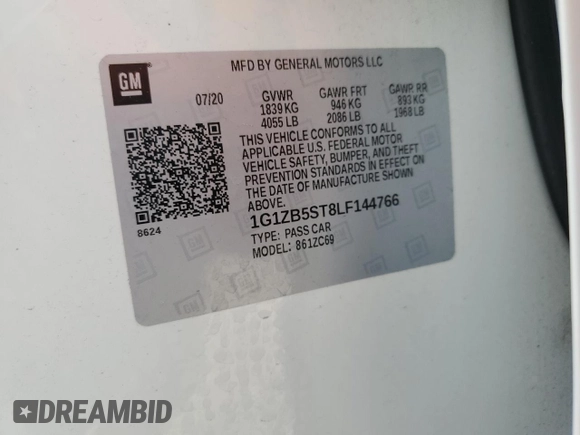 GM
MFD BY GENERAL MOTORS LLC
07/20 GVWR GAWR FRT GAWR RR
1839 KG 946 KG 893 KG
4055 LB 2086 LB 1968 LB
THIS VEHICLE CONFORMS TO ALL
APPLICABLE U.S. FEDERAL MOTOR
VEHICLE SAFETY, BUMPER, AND THEFT
PREVENTION STANDARDS IN EFFECT ON
THE DATE OF MANUFACTURE SHOWN
ABOVE.
8624
1G1ZB5ST8LF144766
TYPE: PASS CAR
MODEL: 861ZC69
DREAMBID